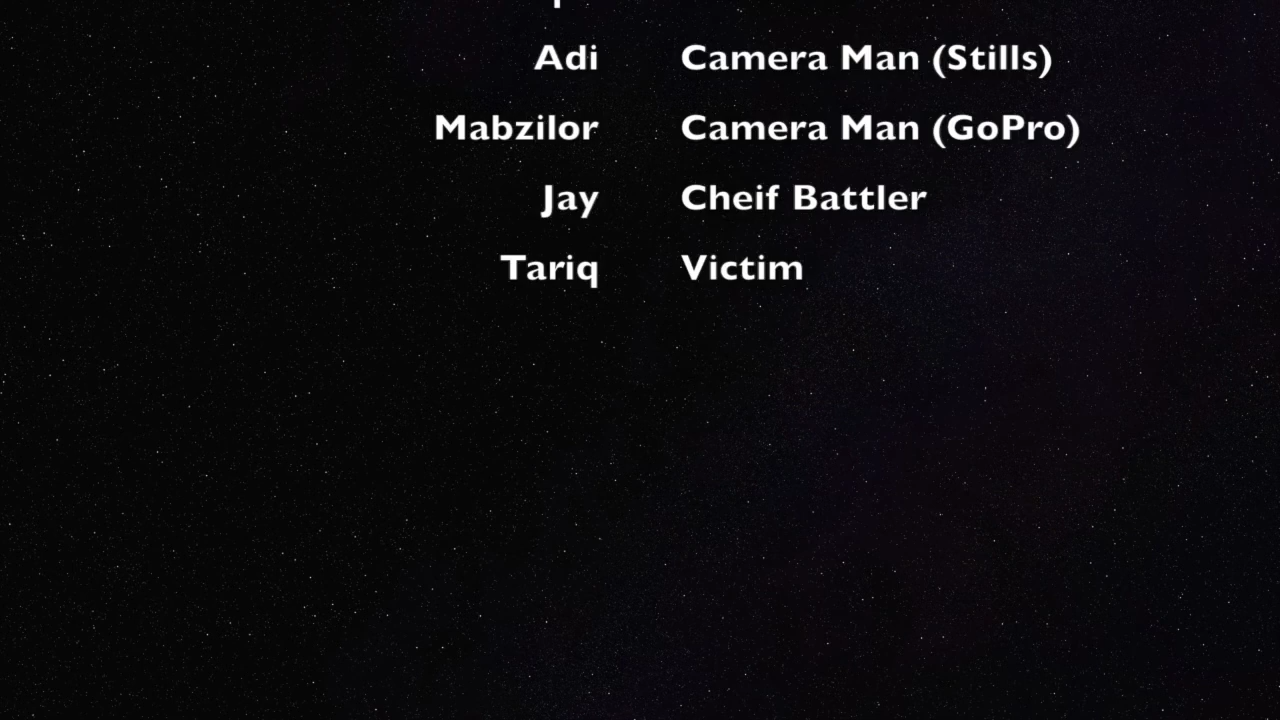 Adi Camera Man (Stills)
Mabzilor Camera Man (GoPro)
Jay Cheif Battler
Tariq Victim